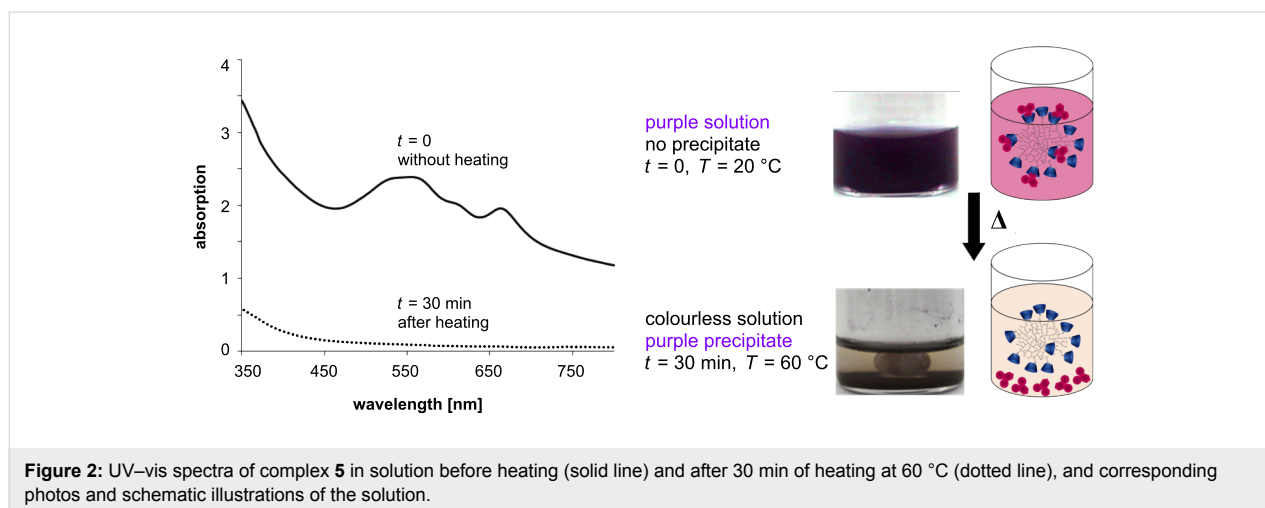 4
3
2
1
0
absorption
350 450 550 650 750
wavelength [nm]
t = 0
without heating
t = 30 min
after heating
purple solution
no precipitate
t = 0, T = 20 °C
Δ
colourless solution
purple precipitate
t = 30 min, T = 60 °C
Figure 2: UV–vis spectra of complex 5 in solution before heating (solid line) and after 30 min of heating at 60 °C (dotted line), and corresponding
photos and schematic illustrations of the solution.